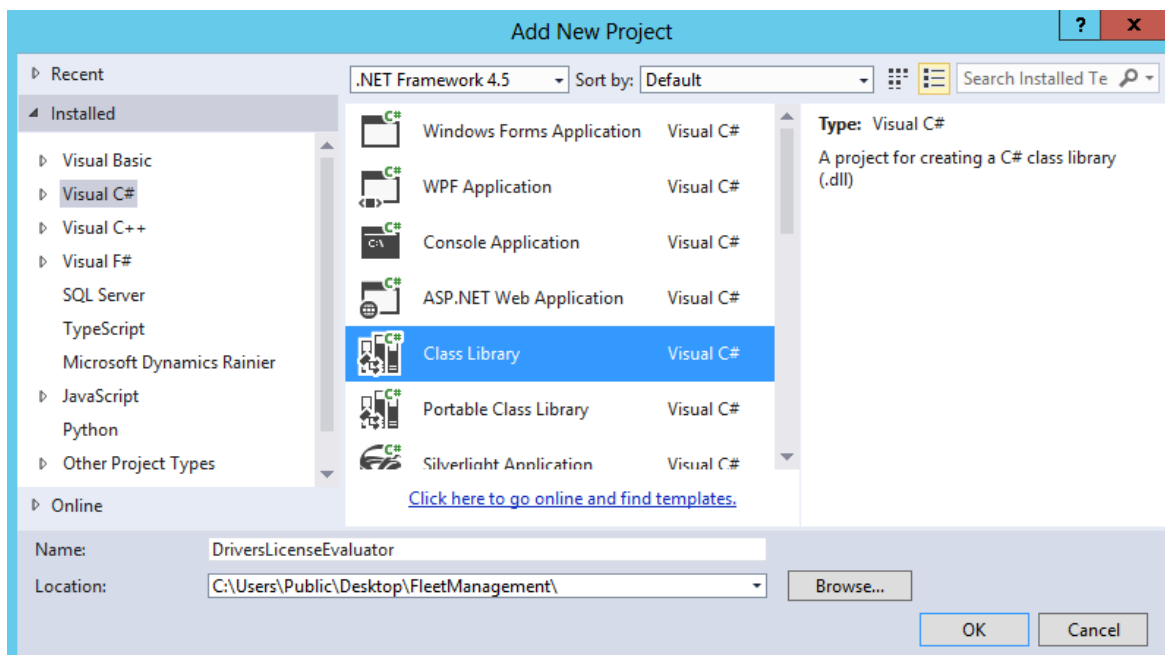 Add New Project
?
x
Recent
Installed
Visual Basic
Visual C#
Visual C++
Visual F#
SQL Server
TypeScript
Microsoft Dynamics Rainier
JavaScript
Python
Other Project Types
Online
.NET Framework 4.5
Sort by: Default
Search Installed Te
C# Windows Forms Application Visual C#
C# WPF Application Visual C#
C# C:\ Console Application Visual C#
C# ASP.NET Web Application Visual C#
C# Class Library Visual C#
C# Portable Class Library Visual C#
C# Silverlight Application Visual C#
Click here to go online and find templates.
Type: Visual C#
A project for creating a C# class library
(.dll)
Name: DriversLicenseEvaluator
Location: C:\Users\Public\Desktop\FleetManagement\
Browse...
OK
Cancel